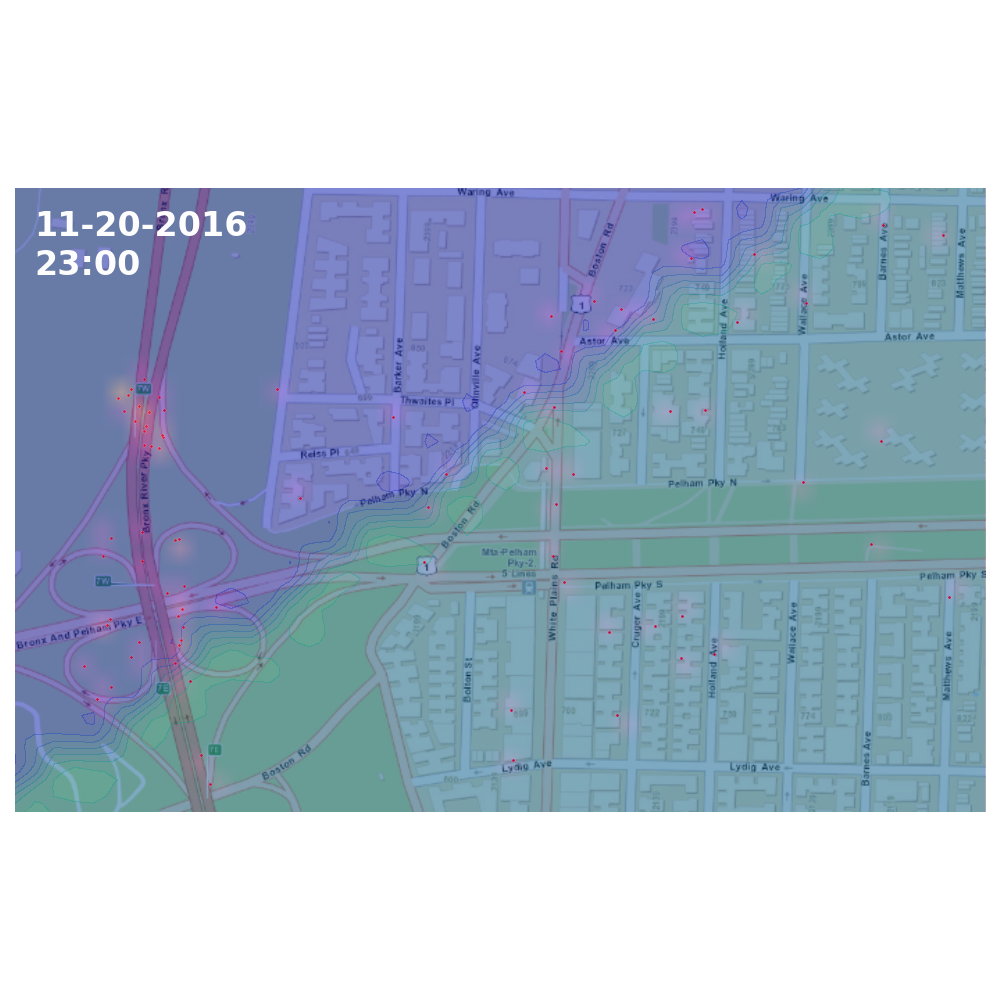 Waring Ave
Waring Ave
11-20-2016
23:00
Boston Rd
Barnes Ave
Matthews Ave
Wallace Ave
Holland Ave
1
Astor Ave
Astor Ave
Barker Ave
Olinville Ave
7W
Thwaites Pl
Reiss Pl
Pelham Pky N
Pelham Pky N
Bronx River Pky
Boston Rd
Mta-Pelham
Pky-2,
5 Lines
1
7W
Pelham Pky S
Pelham Pky S
White Plains Rd
Bronx And Pelham Pky E
Cruger Ave
Wallace Ave
Holland Ave
Matthews Ave
Bolton St
7E
7E
Boston Rd
Lydig Ave
Lydig Ave
Barnes Ave